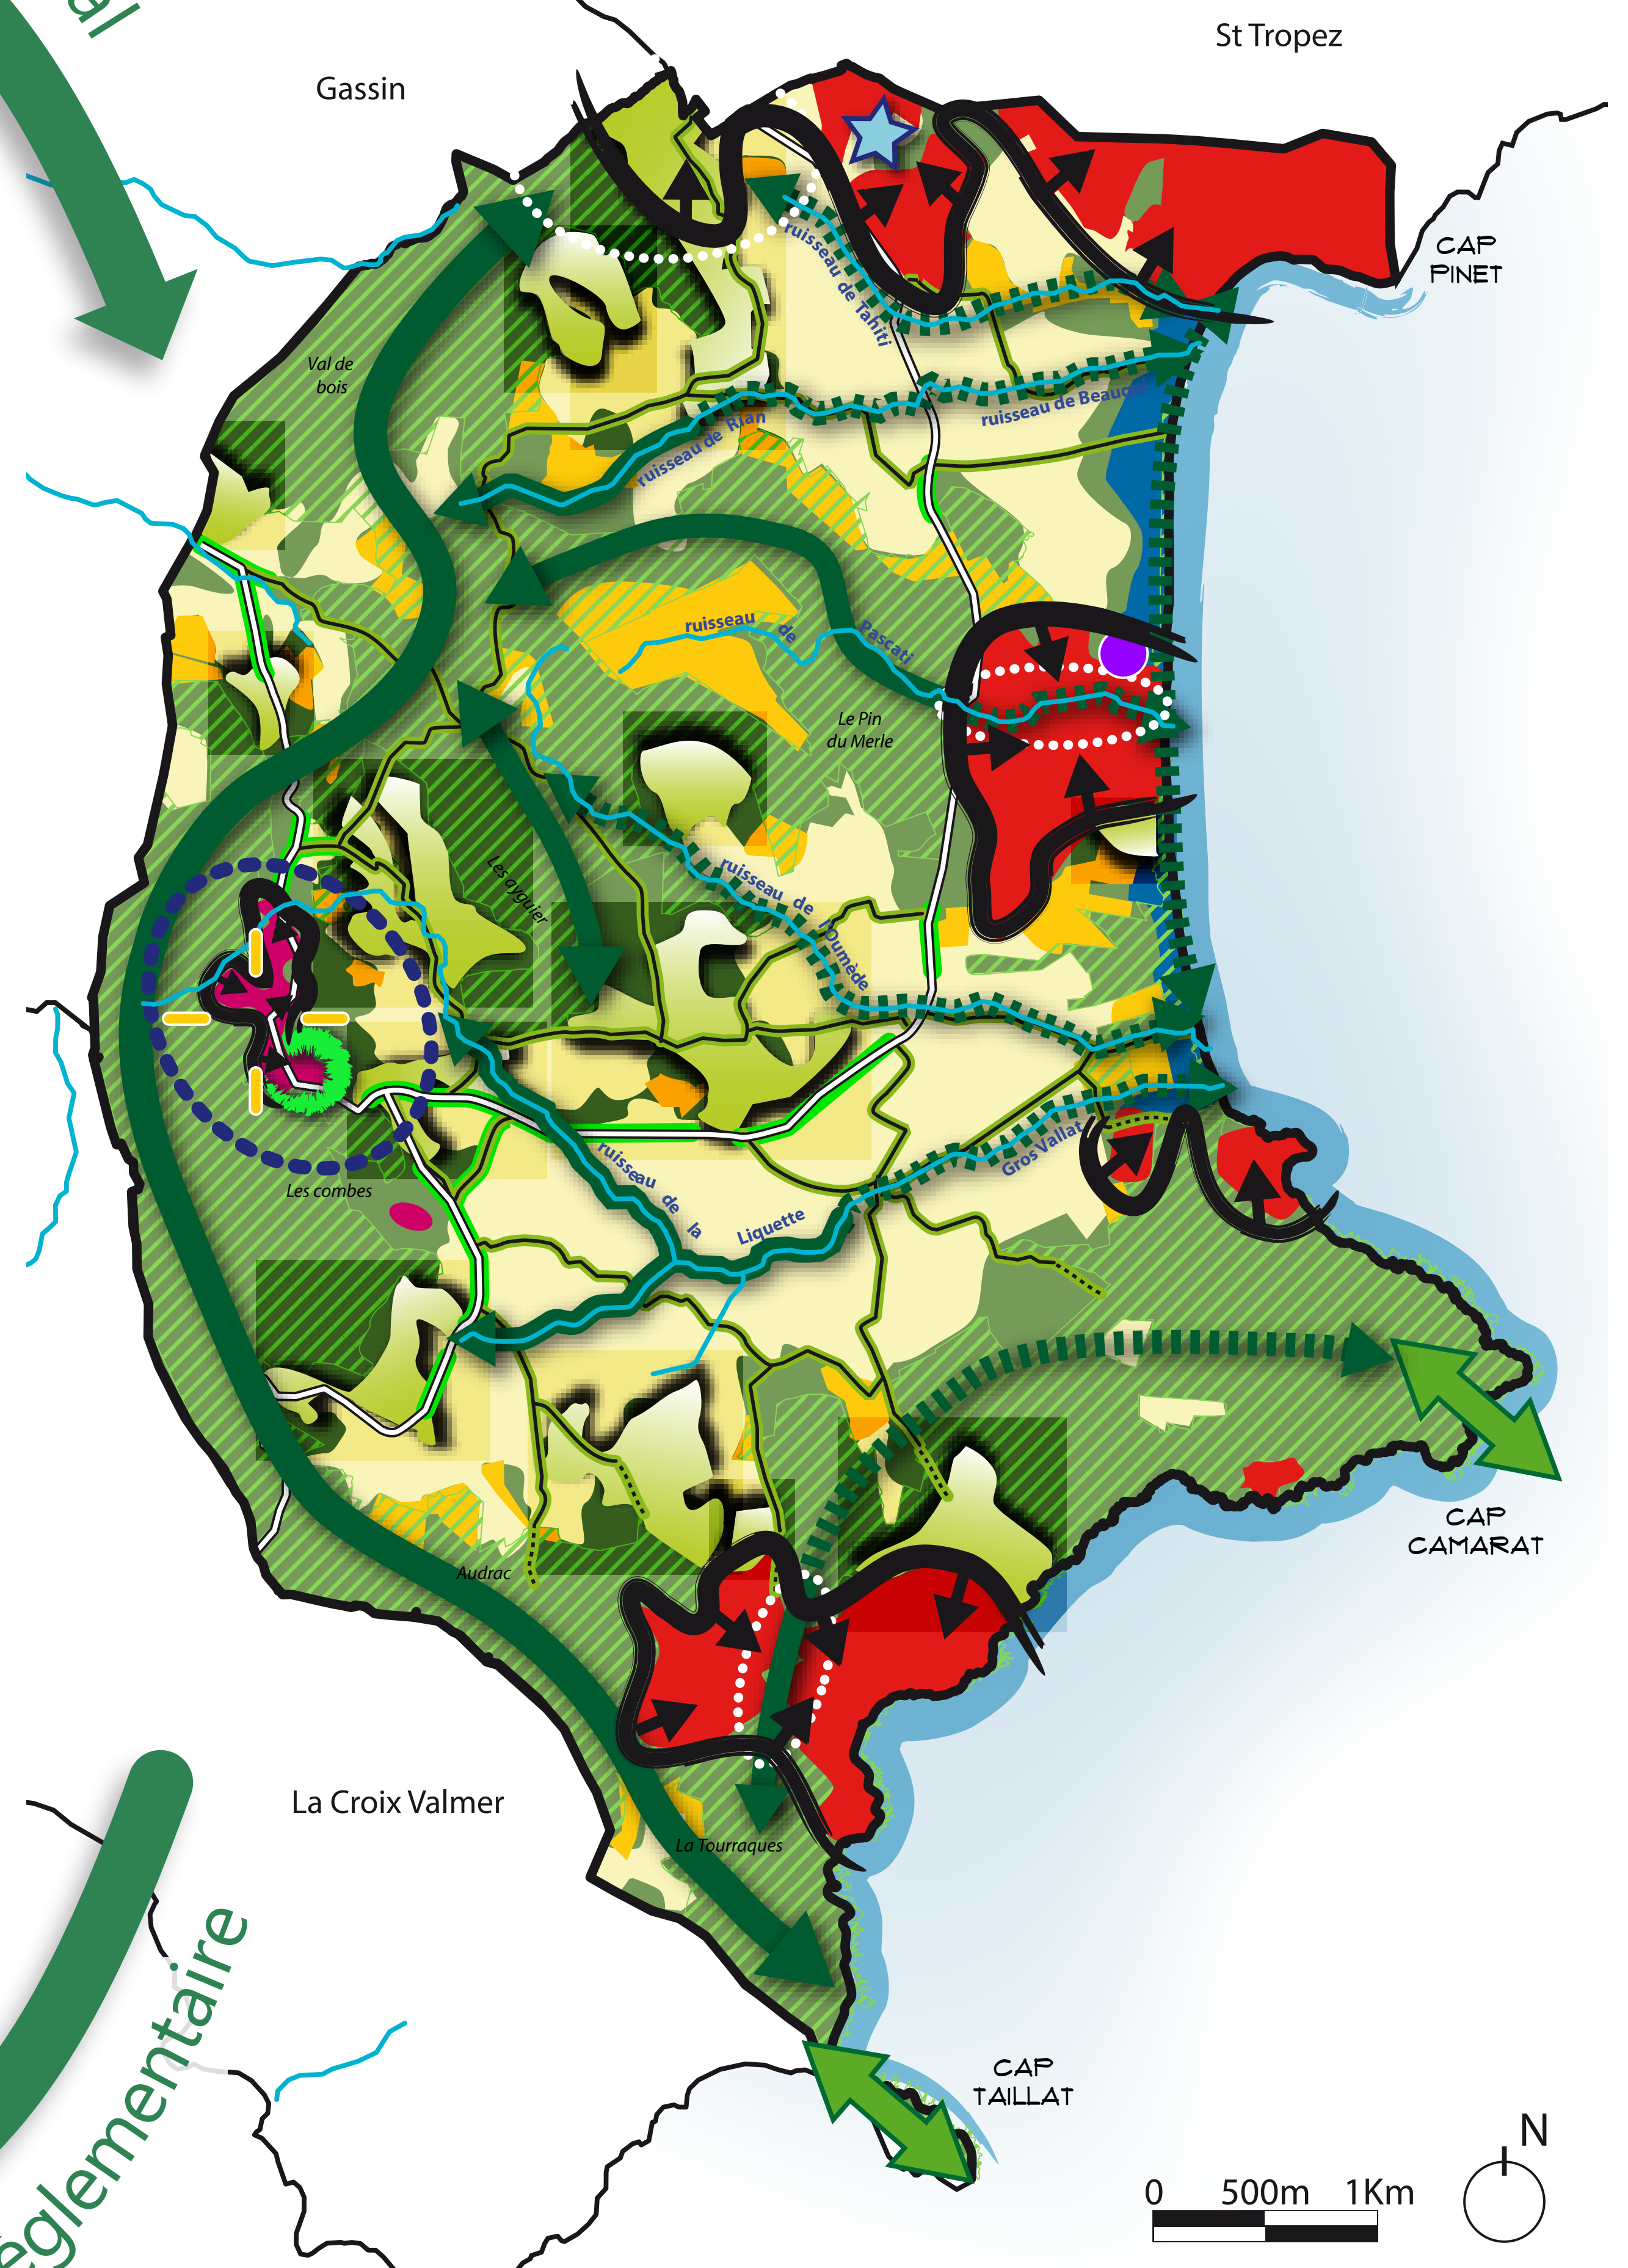 al
St Tropez
Gassin
CAP
PINET
ruisseau de Tahiti
Val de
bois
ruisseau de Beauqui
ruisseau de Rian
ruisseau de Pascati
Le Pin
du Merle
Les ayguier
ruisseau de l'Oumède
Gros Vallat
ruisseau de la Liquette
Les combes
CAP
CAMARAT
Audrac
La Croix Valmer
La Tourraques
églementaire
CAP
TAILLAT
N
0 500m 1Km